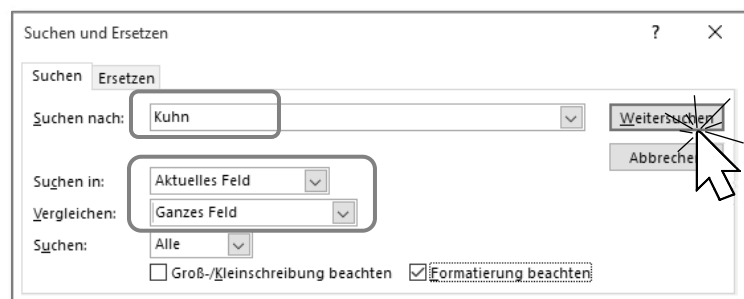 Suchen und Ersetzen ? ×
Suchen Ersetzen
Suchen nach: Kuhn Weitersuchen
Abbrechen
Suchen in: Aktuelles Feld
Vergleichen: Ganzes Feld
Suchen: Alle
Groß-/Kleinschreibung beachten Formatierung beachten